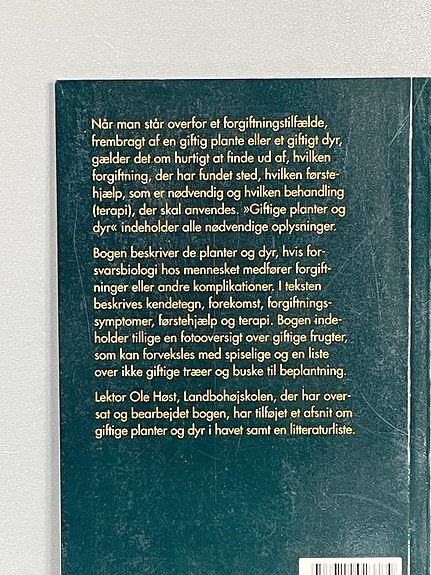 Når man står overfor et forgiftningstilfælde,
frembragt af en giftig plante eller et giftigt dyr,
gælder det om hurtigt at finde ud af, hvilken
forgiftning, der har fundet sted, hvilken første-
hjælp, som er nødvendig og hvilken behandling
(terapi), der skal anvendes. »Giftige planter og
dyr« indeholder alle nødvendige oplysninger.
Bogen beskriver de planter og dyr, hvis for-
svarsbiologi hos mennesket medfører forgift-
ninger eller andre komplikationer. I teksten
beskrives kendetegn, forekomst, forgiftnings-
symptomer, førstehjælp og terapi. Bogen inde-
holder tillige en fotooversigt over giftige frugter,
som kan forveksles med spiselige og en liste
over ikke giftige træer og buske til beplantning.
Lektor Ole Høst, Landbohøjskolen, der har over-
sat og bearbejdet bogen, har tilføjet et afsnit om
giftige planter og dyr i havet samt en litteraturliste.